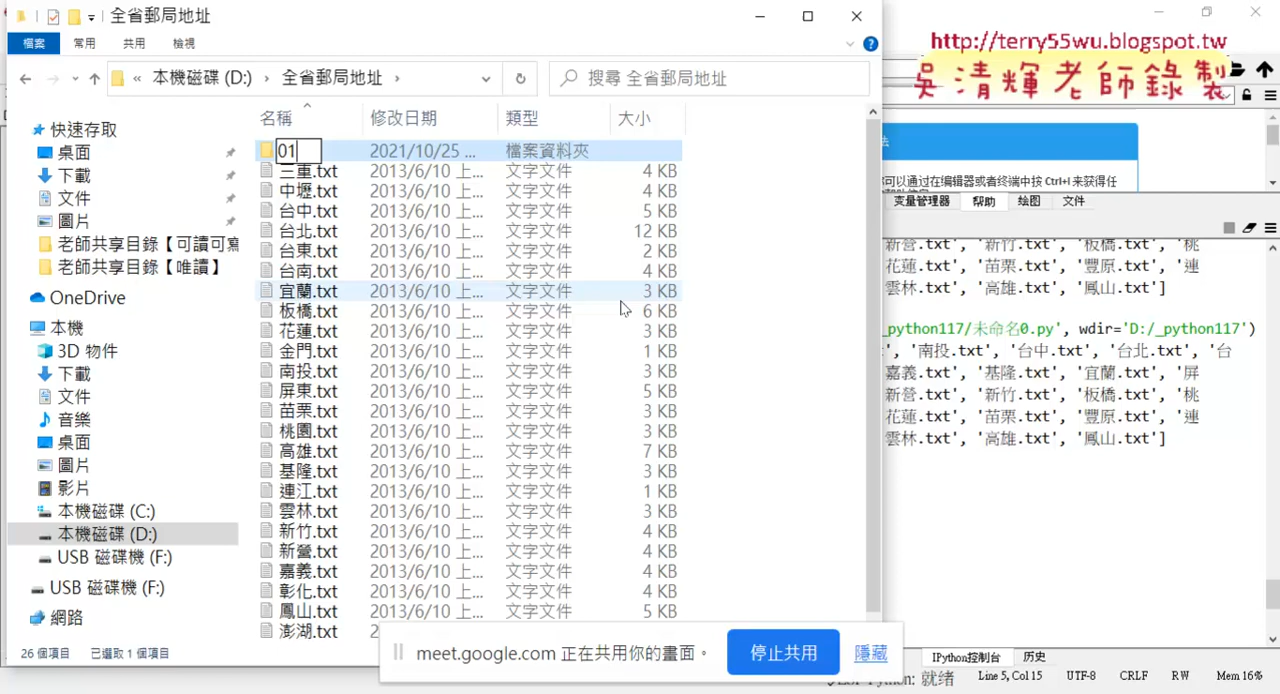 全省郵局地址
檔案 常用 共用 檢視
本機磁碟 (D:) › 全省郵局地址 ›
搜尋 全省郵局地址
名稱 修改日期 類型 大小
快速存取
桌面
下載
文件
圖片
老師共享目錄【可讀可寫
老師共享目錄【唯讀】
OneDrive
本機
3D 物件
下載
文件
音樂
桌面
圖片
影片
本機磁碟 (C:)
本機磁碟 (D:)
USB 磁碟機 (F:)
USB 磁碟機 (F:)
網路
01 2021/10/25 ... 檔案資料夾
三重.txt 2013/6/10 上... 文字文件 4 KB
中壢.txt 2013/6/10 上... 文字文件 4 KB
台中.txt 2013/6/10 上... 文字文件 5 KB
台北.txt 2013/6/10 上... 文字文件 12 KB
台東.txt 2013/6/10 上... 文字文件 2 KB
台南.txt 2013/6/10 上... 文字文件 4 KB
宜蘭.txt 2013/6/10 上... 文字文件 3 KB
板橋.txt 2013/6/10 上... 文字文件 6 KB
花蓮.txt 2013/6/10 上... 文字文件 3 KB
金門.txt 2013/6/10 上... 文字文件 1 KB
南投.txt 2013/6/10 上... 文字文件 3 KB
屏東.txt 2013/6/10 上... 文字文件 5 KB
苗栗.txt 2013/6/10 上... 文字文件 3 KB
桃園.txt 2013/6/10 上... 文字文件 3 KB
高雄.txt 2013/6/10 上... 文字文件 7 KB
基隆.txt 2013/6/10 上... 文字文件 3 KB
連江.txt 2013/6/10 上... 文字文件 1 KB
雲林.txt 2013/6/10 上... 文字文件 3 KB
新竹.txt 2013/6/10 上... 文字文件 4 KB
新營.txt 2013/6/10 上... 文字文件 4 KB
嘉義.txt 2013/6/10 上... 文字文件 4 KB
彰化.txt 2013/6/10 上... 文字文件 4 KB
鳳山.txt 2013/6/10 上... 文字文件 5 KB
澎湖.txt
26 個項目 已選取 1 個項目
meet.google.com 正在共用你的畫面。 停止共用 隱藏
http://terry55wu.blogspot.tw
吳清輝老師錄製
法
您可以通过在编辑器或者终端中按 Ctrl+I 来获得任
变量管理器 帮助 绘图 文件
新營.txt', '新竹.txt', '板橋.txt', '桃
花蓮.txt', '苗栗.txt', '豐原.txt', '連
雲林.txt', '高雄.txt', '鳳山.txt']
_python117/未命名0.py', wdir='D:/_python117')
', '南投.txt', '台中.txt', '台北.txt', '台
嘉義.txt', '基隆.txt', '宜蘭.txt', '屏
新營.txt', '新竹.txt', '板橋.txt', '桃
花蓮.txt', '苗栗.txt', '豐原.txt', '連
雲林.txt', '高雄.txt', '鳳山.txt']
IPython控制台 历史
Python: 就绪 Line 5, Col 15 UTF-8 CRLF RW Mem 16%